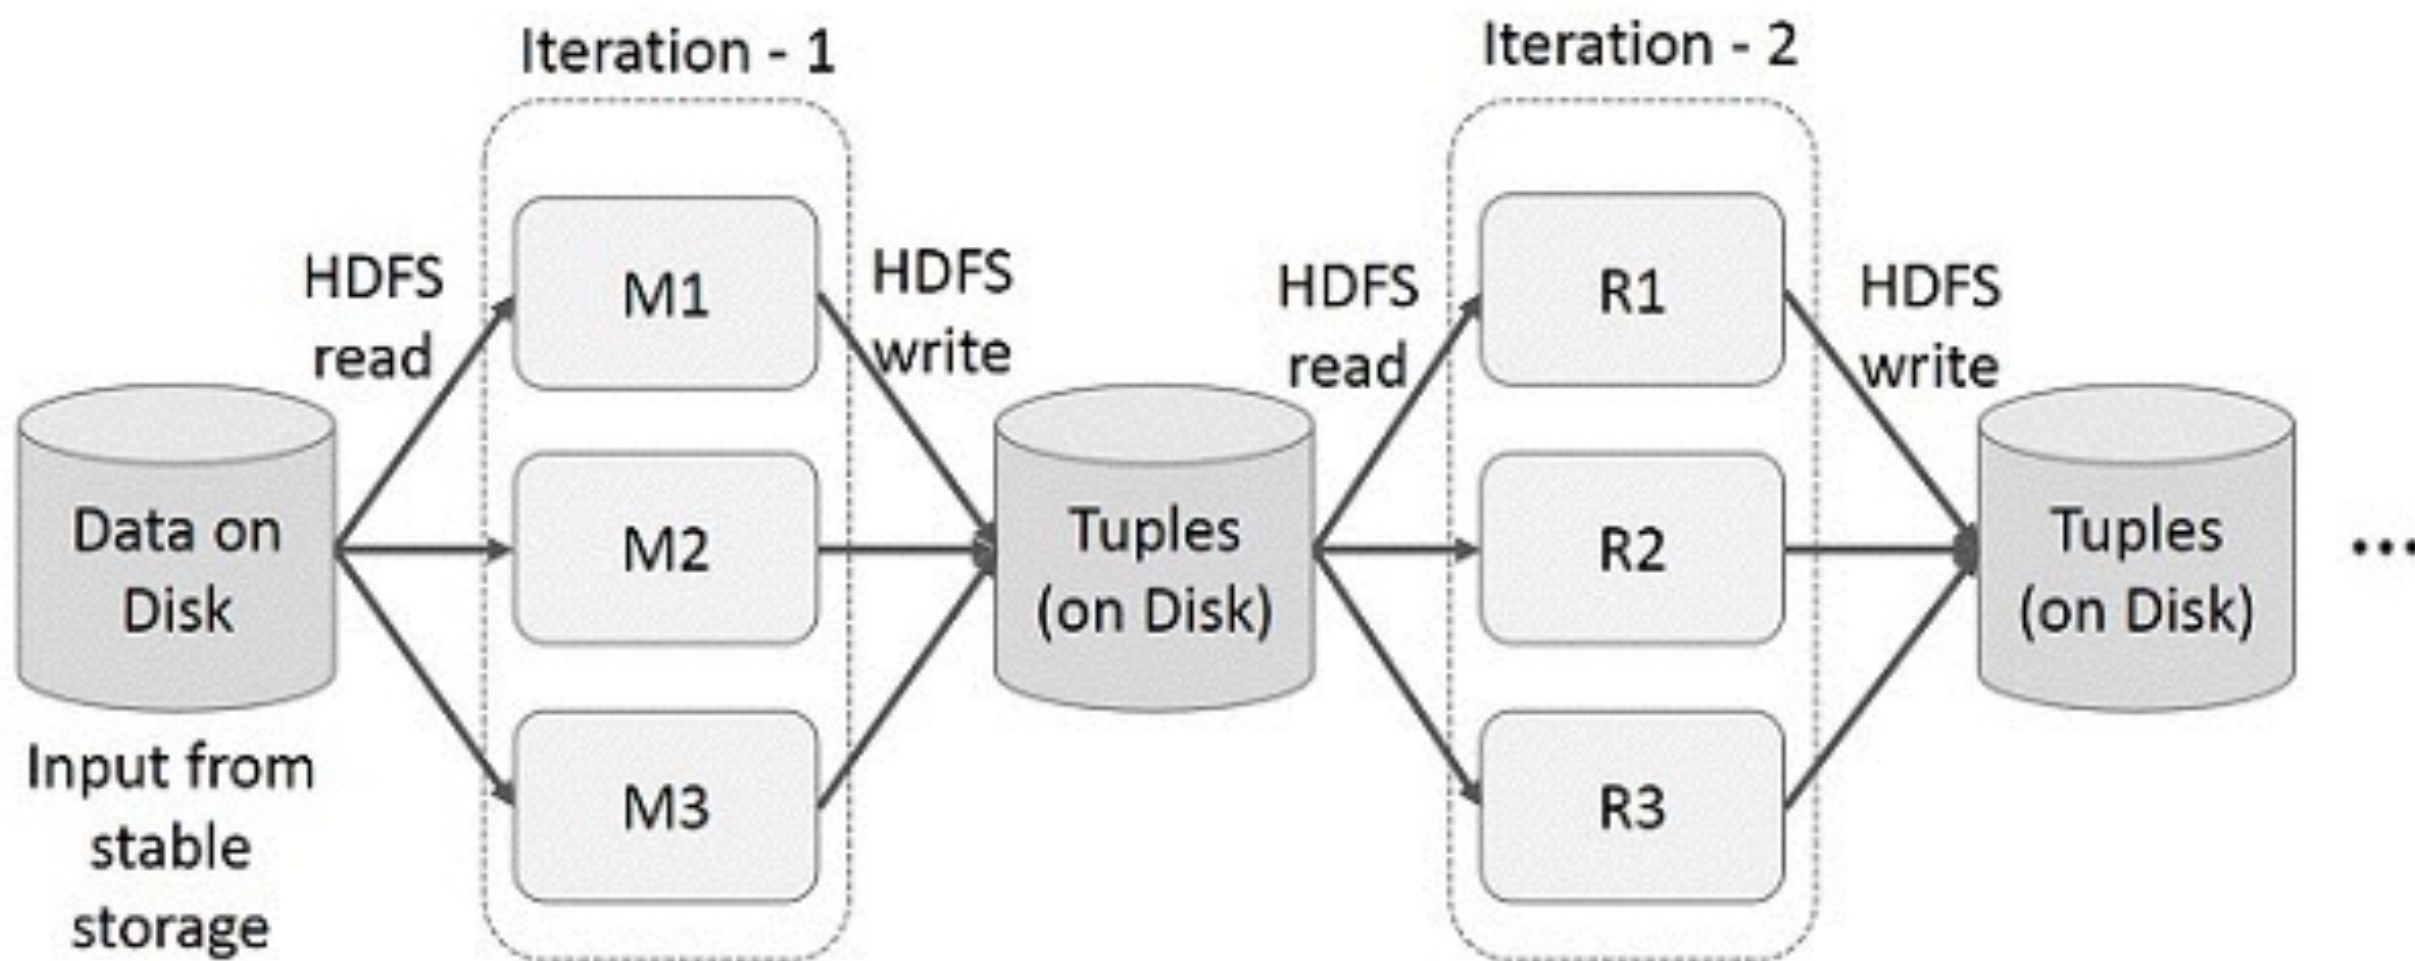 Iteration - 1
Iteration - 2
HDFS
read
M1
HDFS
write
HDFS
read
R1
HDFS
write
Data on
Disk
M2
Tuples
(on Disk)
R2
Tuples
(on Disk)
...
Input from
stable
storage
M3
R3